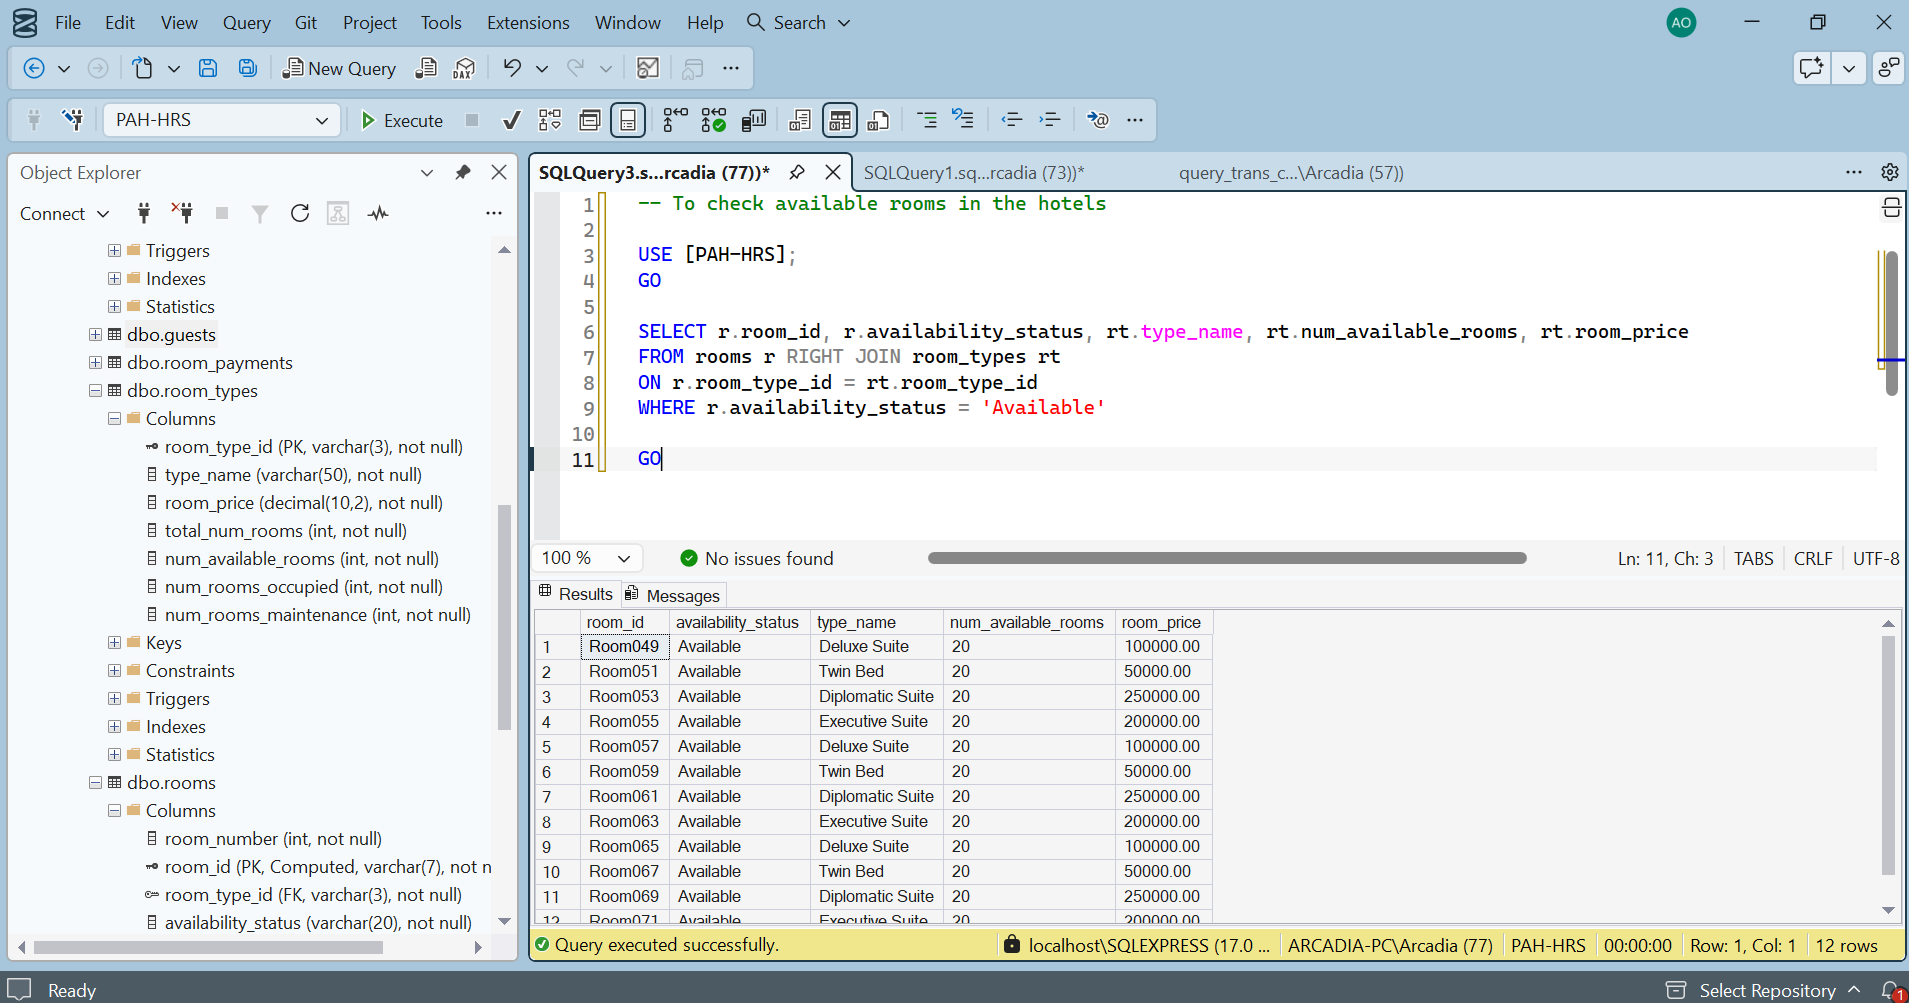 File Edit View Query Git Project Tools Extensions Window Help Search AO
New Query DAX
PAH-HRS Execute
Object Explorer
Connect
Triggers
Indexes
Statistics
dbo.guests
dbo.room_payments
dbo.room_types
Columns
room_type_id (PK, varchar(3), not null)
type_name (varchar(50), not null)
room_price (decimal(10,2), not null)
total_num_rooms (int, not null)
num_available_rooms (int, not null)
num_rooms_occupied (int, not null)
num_rooms_maintenance (int, not null)
Keys
Constraints
Triggers
Indexes
Statistics
dbo.rooms
Columns
room_number (int, not null)
room_id (PK, Computed, varchar(7), not n
room_type_id (FK, varchar(3), not null)
availability_status (varchar(20), not null)
SQLQuery3.s...rcadia (77))* SQLQuery1.sq...rcadia (73))* query_trans_c...\Arcadia (57))
1 -- To check available rooms in the hotels
2
3 USE [PAH-HRS];
4 GO
5
6 SELECT r.room_id, r.availability_status, rt.type_name, rt.num_available_rooms, rt.room_price
7 FROM rooms r RIGHT JOIN room_types rt
8 ON r.room_type_id = rt.room_type_id
9 WHERE r.availability_status = 'Available'
10
11 GO
100 % No issues found Ln: 11, Ch: 3 TABS CRLF UTF-8
Results Messages
room_id availability_status type_name num_available_rooms room_price
1 Room049 Available Deluxe Suite 20 100000.00
2 Room051 Available Twin Bed 20 50000.00
3 Room053 Available Diplomatic Suite 20 250000.00
4 Room055 Available Executive Suite 20 200000.00
5 Room057 Available Deluxe Suite 20 100000.00
6 Room059 Available Twin Bed 20 50000.00
7 Room061 Available Diplomatic Suite 20 250000.00
8 Room063 Available Executive Suite 20 200000.00
9 Room065 Available Deluxe Suite 20 100000.00
10 Room067 Available Twin Bed 20 50000.00
11 Room069 Available Diplomatic Suite 20 250000.00
12 Room071 Available Executive Suite 20 200000.00
Query executed successfully. localhost\SQLEXPRESS (17.0 ... ARCADIA-PC\Arcadia (77) PAH-HRS 00:00:00 Row: 1, Col: 1 12 rows
Ready Select Repository 1